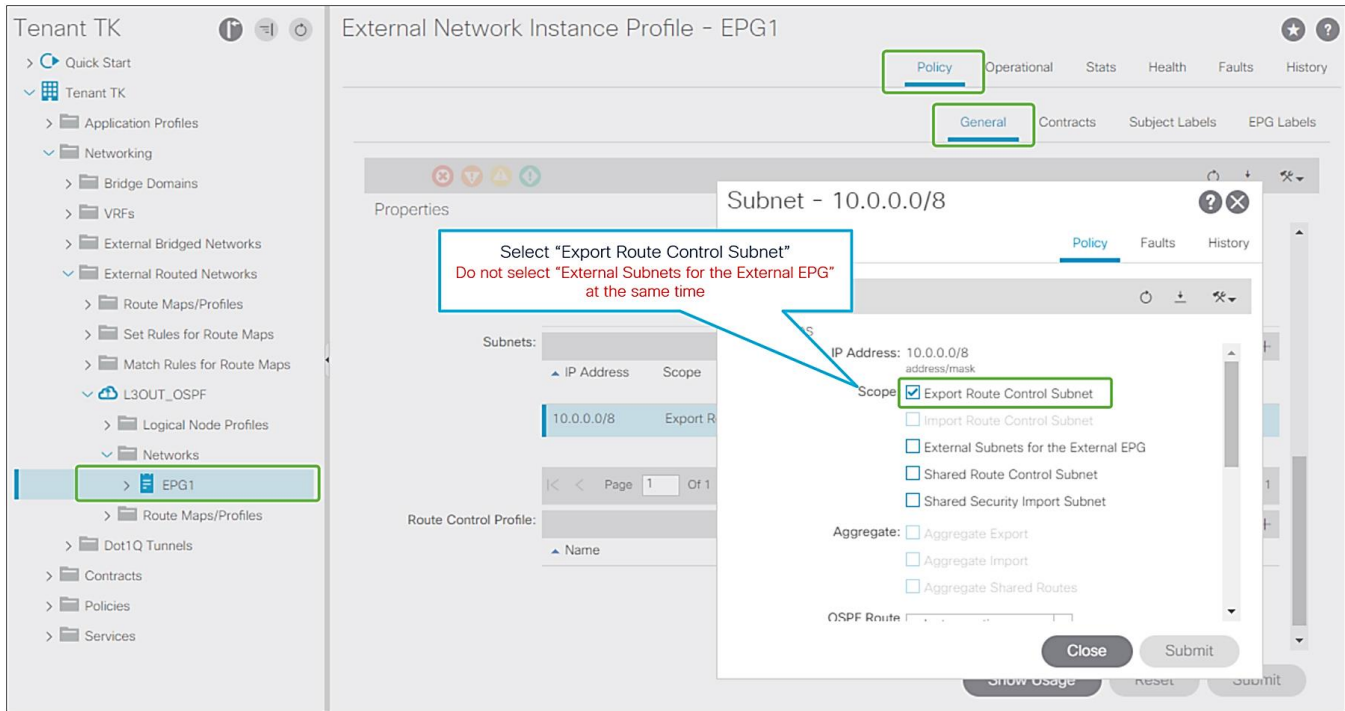 Tenant TK
Quick Start
Tenant TK
Application Profiles
Networking
Bridge Domains
VRFs
External Bridged Networks
External Routed Networks
Route Maps/Profiles
Set Rules for Route Maps
Match Rules for Route Maps
L3OUT_OSPF
Logical Node Profiles
Networks
EPG1
Route Maps/Profiles
Dot1Q Tunnels
Contracts
Policies
Services
External Network Instance Profile - EPG1
Policy Operational Stats Health Faults History
General Contracts Subject Labels EPG Labels
Properties
Select “Export Route Control Subnet”
Do not select “External Subnets for the External EPG”
at the same time
Subnets:
IP Address Scope
10.0.0.0/8 Export R
Page 1 Of 1
1
Route Control Profile:
Name
Subnet - 10.0.0.0/8
Policy Faults History
IP Address: 10.0.0.0/8
address/mask
Scope
Export Route Control Subnet
Import Route Control Subnet
External Subnets for the External EPG
Shared Route Control Subnet
Shared Security Import Subnet
Aggregate: Aggregate Export
Aggregate Import
Aggregate Shared Routes
OSPF Route
Close Submit
Show Usage Reset Submit